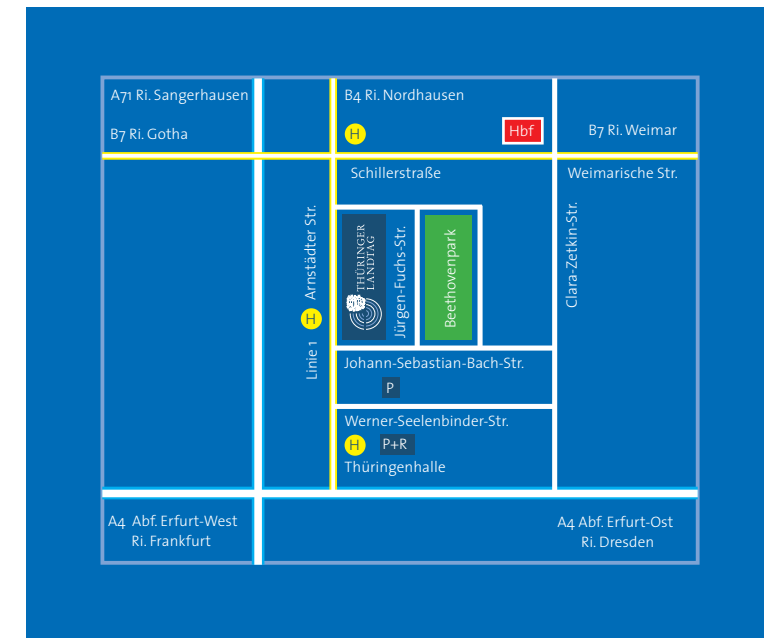 A71 Ri. Sangerhausen
B7 Ri. Gotha
B4 Ri. Nordhausen
H
Hbf
B7 Ri. Weimar
Schillerstraße
Weimarische Str.
Linie 1
H
Arnstädter Str.
THÜRINGER
LANDTAG
Jürgen-Fuchs-Str.
Beethovenpark
Clara-Zetkin-Str.
Johann-Sebastian-Bach-Str.
P
Werner-Seelenbinder-Str.
H P+R
Thüringenhalle
A4 Abf. Erfurt-West
Ri. Frankfurt
A4 Abf. Erfurt-Ost
Ri. Dresden